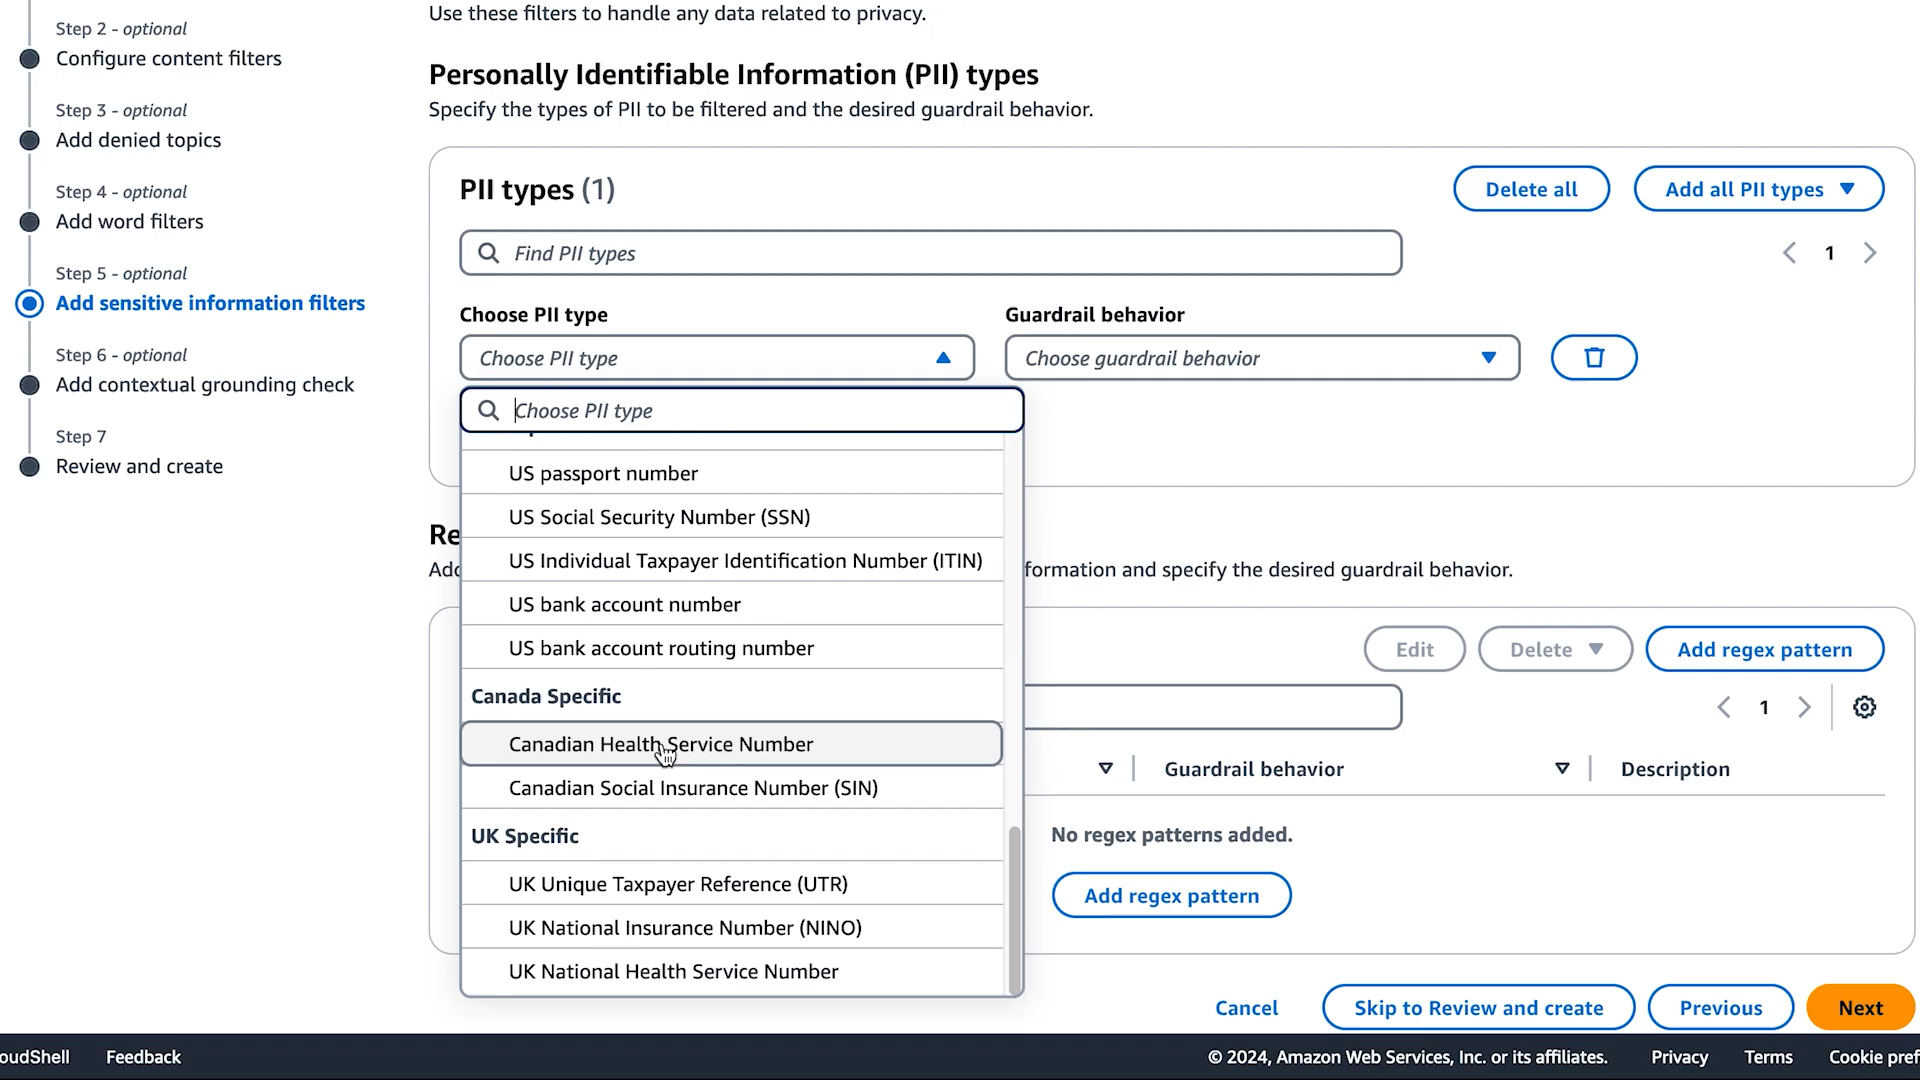 Step 2 - optional
Configure content filters
Step 3 - optional
Add denied topics
Step 4 - optional
Add word filters
Step 5 - optional
Add sensitive information filters
Step 6 - optional
Add contextual grounding check
Step 7
Review and create
Use these filters to handle any data related to privacy.
Personally Identifiable Information (PII) types
Specify the types of PII to be filtered and the desired guardrail behavior.
PII types (1)
Delete all
Add all PII types
Find PII types
1
Choose PII type
Guardrail behavior
Choose PII type
Choose guardrail behavior
Choose PII type
US passport number
US Social Security Number (SSN)
US Individual Taxpayer Identification Number (ITIN)
US bank account number
US bank account routing number
Canada Specific
Canadian Health Service Number
Canadian Social Insurance Number (SIN)
UK Specific
UK Unique Taxpayer Reference (UTR)
UK National Insurance Number (NINO)
UK National Health Service Number
Re
Add
formation and specify the desired guardrail behavior.
Edit
Delete
Add regex pattern
1
Guardrail behavior
Description
No regex patterns added.
Add regex pattern
Cancel
Skip to Review and create
Previous
Next
oudShell
Feedback
© 2024, Amazon Web Services, Inc. or its affiliates.
Privacy
Terms
Cookie pref